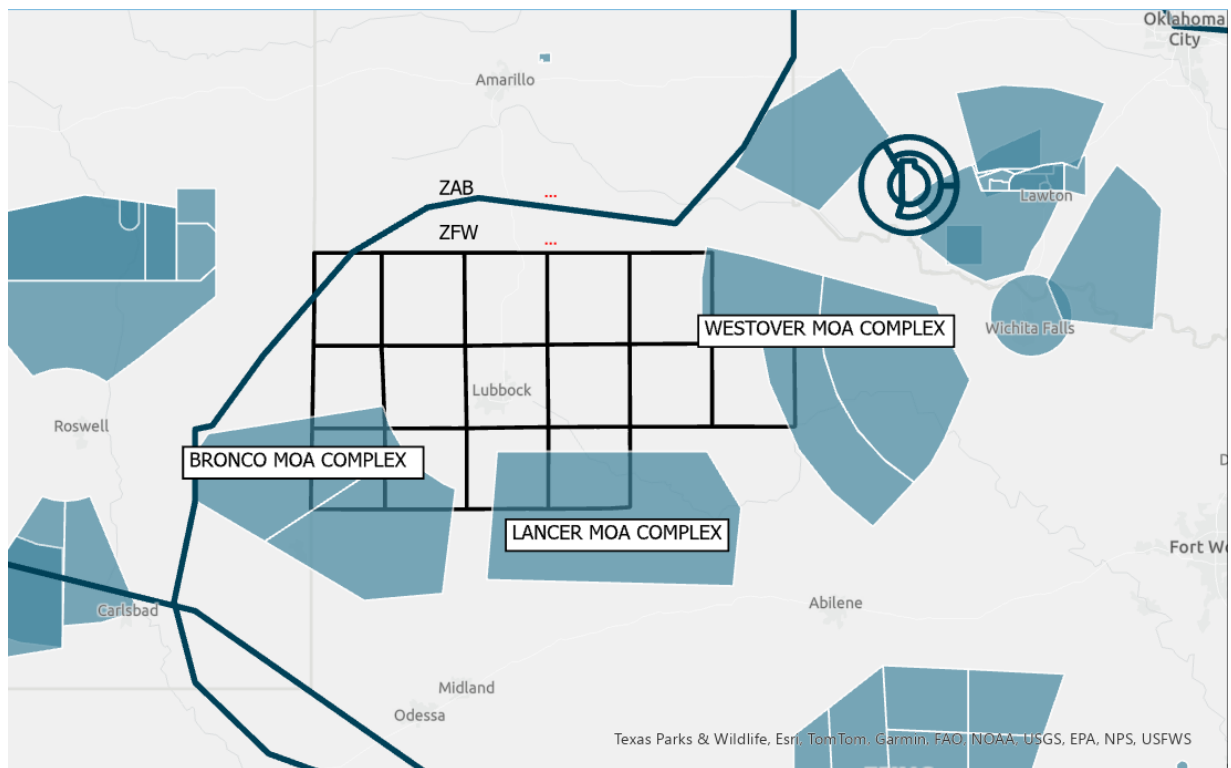 Oklahoma
City
Amarillo
ZAB
...
Lawton
ZFW
...
WESTOVER MOA COMPLEX
Wichita Falls
Lubbock
Roswell
BRONCO MOA COMPLEX
D
LANCER MOA COMPLEX
Fort Wo
Carlsbad
Abilene
Midland
Odessa
Texas Parks & Wildlife, Esri, TomTom, Garmin, FAO, NOAA, USGS, EPA, NPS, USFWS